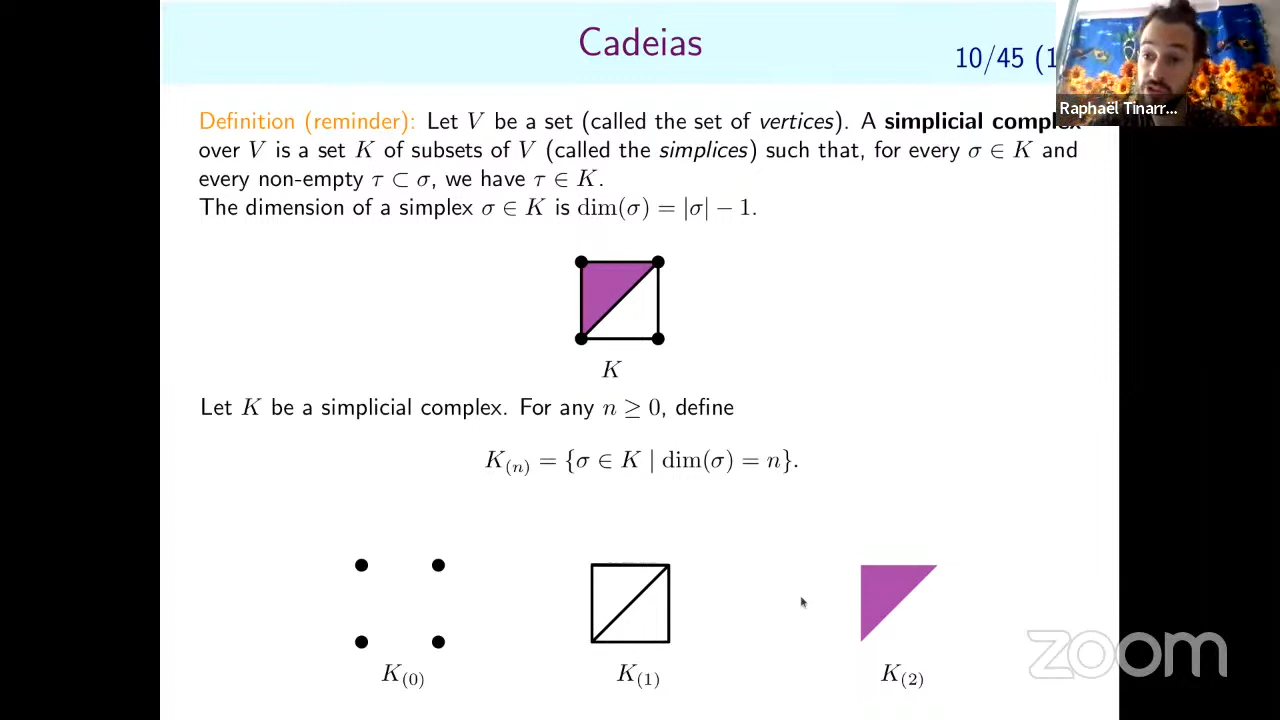 Cadeias
10/45 (1
Raphaël Tinarr...
Definition (reminder): Let V be a set (called the set of vertices). A simplicial complex
over V is a set K of subsets of V (called the simplices) such that, for every σ ∈ K and
every non-empty τ ⊂ σ, we have τ ∈ K.
The dimension of a simplex σ ∈ K is dim(σ) = |σ| − 1.
K
Let K be a simplicial complex. For any n ≥ 0, define
K(n) = {σ ∈ K | dim(σ) = n}.
K(0) K(1) K(2)
zoom